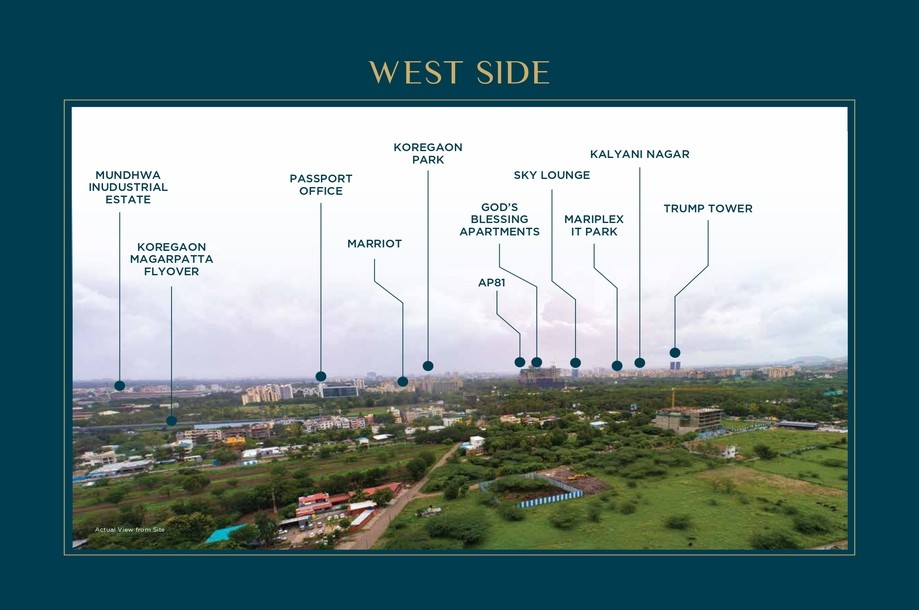 WEST SIDE
MUNDHWA
INUDUSTRIAL
ESTATE
KOREGAON
MAGARPATTA
FLYOVER
PASSPORT
OFFICE
MARRIOT
KOREGAON
PARK
GOD'S
BLESSING
APARTMENTS
AP81
SKY LOUNGE
MARIPLEX
IT PARK
KALYANI NAGAR
TRUMP TOWER
Actual View from Site